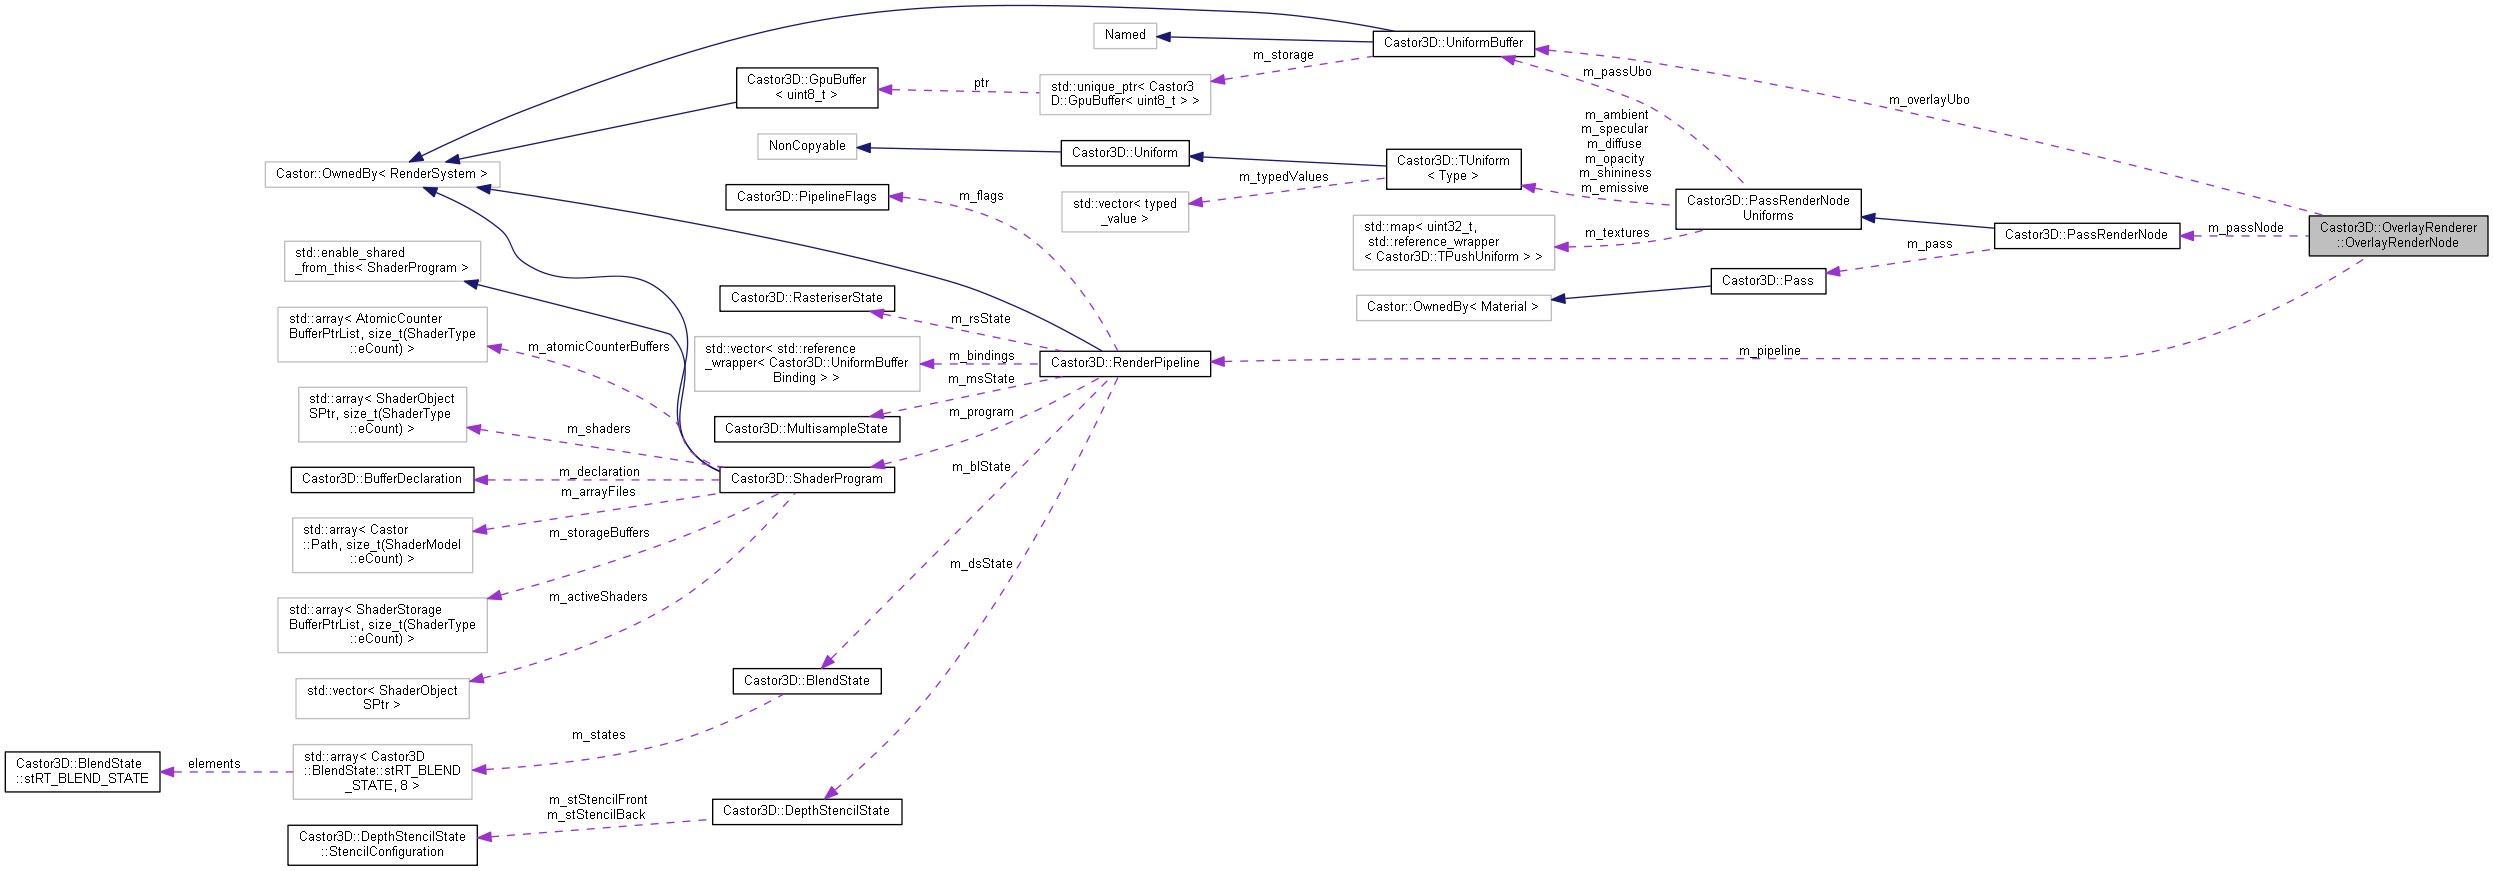 Named
Castor3D::UniformBuffer
m_storage
m_passUbo
Castor3D::GpuBuffer
< uint8_t >
ptr
std::unique_ptr< Castor3
D::GpuBuffer< uint8_t > >
m_overlayUbo
m_ambient
m_specular
m_diffuse
m_opacity
m_shininess
m_emissive
NonCopyable
Castor3D::Uniform
Castor3D::TUniform
< Type >
Castor::OwnedBy< RenderSystem >
Castor3D::PipelineFlags
m_flags
m_typedValues
std::vector< typed
_value >
Castor3D::PassRenderNode
Uniforms
std::map< uint32_t,
std::reference_wrapper
< Castor3D::TPushUniform > >
m_textures
Castor3D::PassRenderNode
m_passNode
Castor3D::OverlayRenderer
::OverlayRenderNode
m_pass
std::enable_shared
_from_this< ShaderProgram >
Castor3D::Pass
Castor::OwnedBy< Material >
Castor3D::RasteriserState
m_rsState
std::array< AtomicCounter
BufferPtrList, size_t(ShaderType
::eCount) >
m_atomicCounterBuffers
std::vector< std::reference
_wrapper< Castor3D::UniformBuffer
Binding > >
m_bindings
Castor3D::RenderPipeline
m_pipeline
m_msState
std::array< ShaderObject
SPtr, size_t(ShaderType
::eCount) >
m_shaders
Castor3D::MultisampleState
m_program
Castor3D::BufferDeclaration
m_declaration
Castor3D::ShaderProgram
m_blState
m_arrayFiles
std::array< Castor
::Path, size_t(ShaderModel
::eCount) >
m_storageBuffers
m_dsState
std::array< ShaderStorage
BufferPtrList, size_t(ShaderType
::eCount) >
m_activeShaders
std::vector< ShaderObject
SPtr >
Castor3D::BlendState
m_states
Castor3D::BlendState
::stRT_BLEND_STATE
elements
std::array< Castor3D
::BlendState::stRT_BLEND
_STATE, 8 >
m_stStencilFront
m_stStencilBack
Castor3D::DepthStencilState
Castor3D::DepthStencilState
::StencilConfiguration